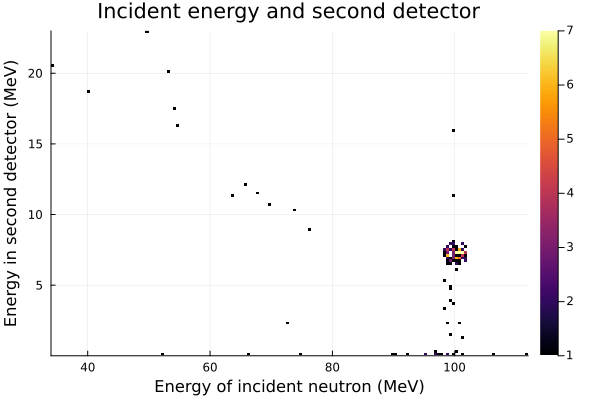 Incident energy and second detector
Energy in second detector (MeV)
20
15
10
5
40 60 80 100
Energy of incident neutron (MeV)
7
6
5
4
3
2
1